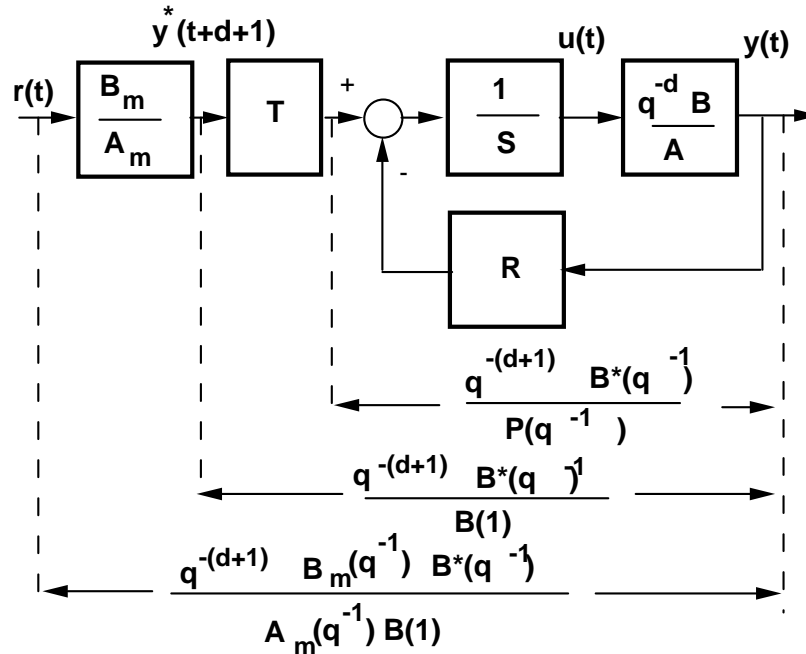 y*(t+d+1)
u(t)
y(t)
r(t)
B_m
A_m
T
+
-
1
S
q^-d B
A
R
q^-(d+1) B*(q^-1)
P(q^-1)
q^-(d+1) B*(q^-1)
B(1)
q^-(d+1) B_m(q^-1) B*(q^-1)
A_m(q^-1) B(1)